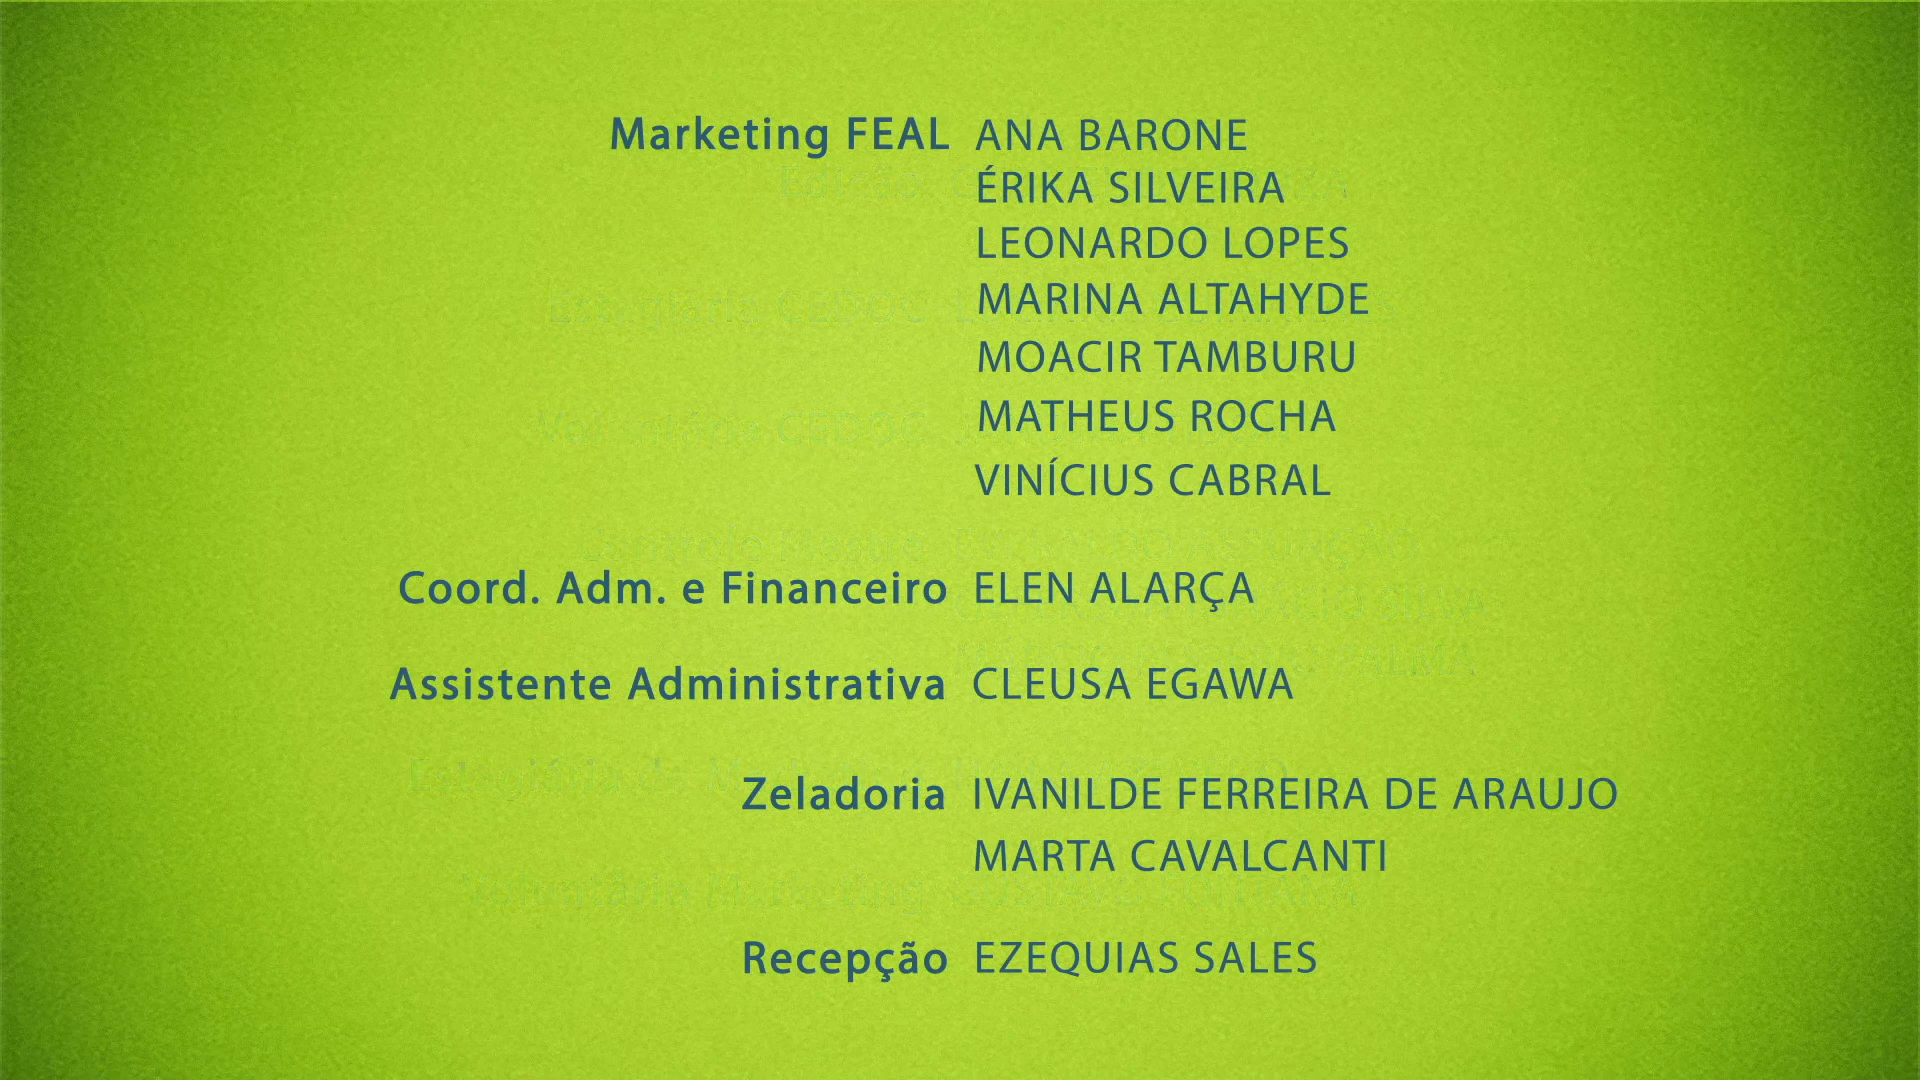 Marketing FEAL ANA BARONE
ÉRIKA SILVEIRA
LEONARDO LOPES
MARINA ALTAHYDE
MOACIR TAMBURU
MATHEUS ROCHA
VINÍCIUS CABRAL
Coord. Adm. e Financeiro ELEN ALARÇA
Assistente Administrativa CLEUSA EGAWA
Zeladoria IVANILDE FERREIRA DE ARAUJO
MARTA CAVALCANTI
Recepção EZEQUIAS SALES